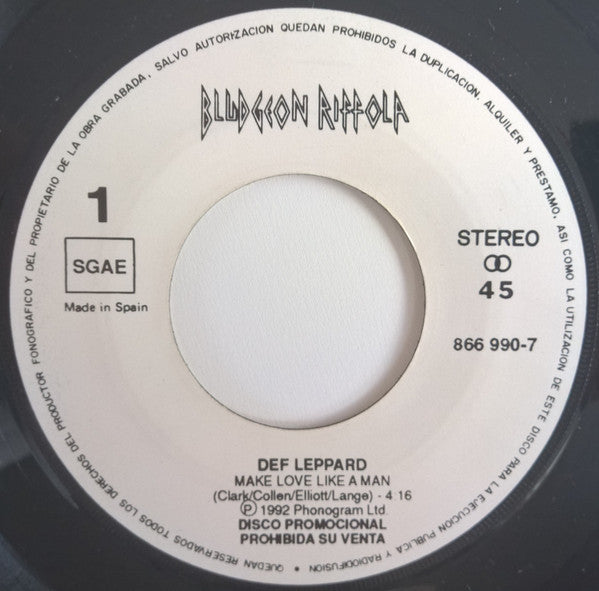 BLUDGEON RIFFOLA
1
SGAE
Made in Spain
STEREO
45
866 990-7
DEF LEPPARD
MAKE LOVE LIKE A MAN
(Clark/Collen/Elliott/Lange) - 4:16
Ⓟ 1992 Phonogram Ltd.
DISCO PROMOCIONAL
PROHIBIDA SU VENTA
QUEDAN RESERVADOS TODOS LOS DERECHOS DEL PRODUCTOR FONOGRAFICO Y DEL PROPIETARIO DE LA OBRA GRABADA, SALVO AUTORIZACION QUEDAN PROHIBIDOS LA DUPLICACION, ALQUILER Y PRESTAMO, ASI COMO LA UTILIZACION DE ESTE DISCO PARA LA EJECUCION PUBLICA Y RADIODIFUSION •